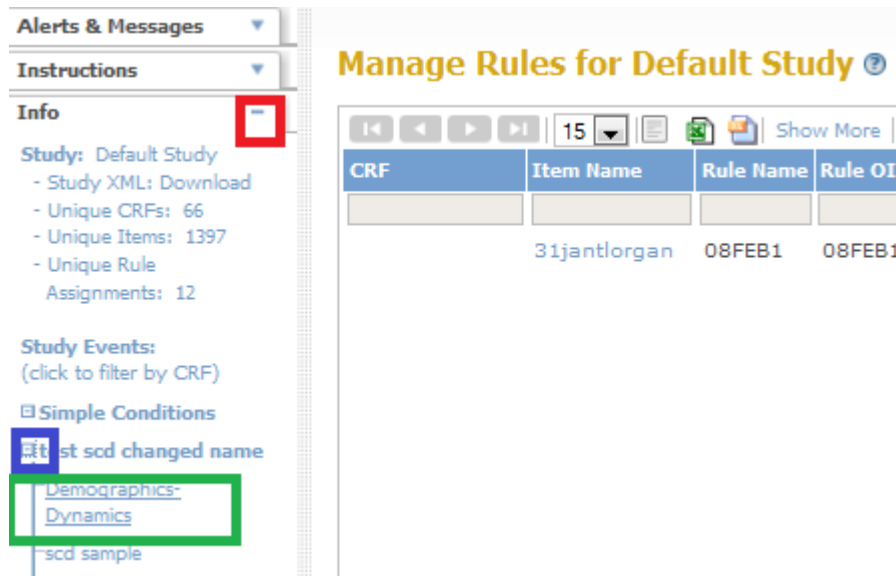 Alerts & Messages
Instructions
Info
Study: Default Study
- Study XML: Download
- Unique CRFs: 66
- Unique Items: 1397
- Unique Rule
Assignments: 12
Study Events:
(click to filter by CRF)
Simple Conditions
test scd changed name
Demographics-
Dynamics
scd sample
Manage Rules for Default Study
15 Show More
CRF Item Name Rule Name Rule OI
31jantlorgan 08FEB1 08FEB1